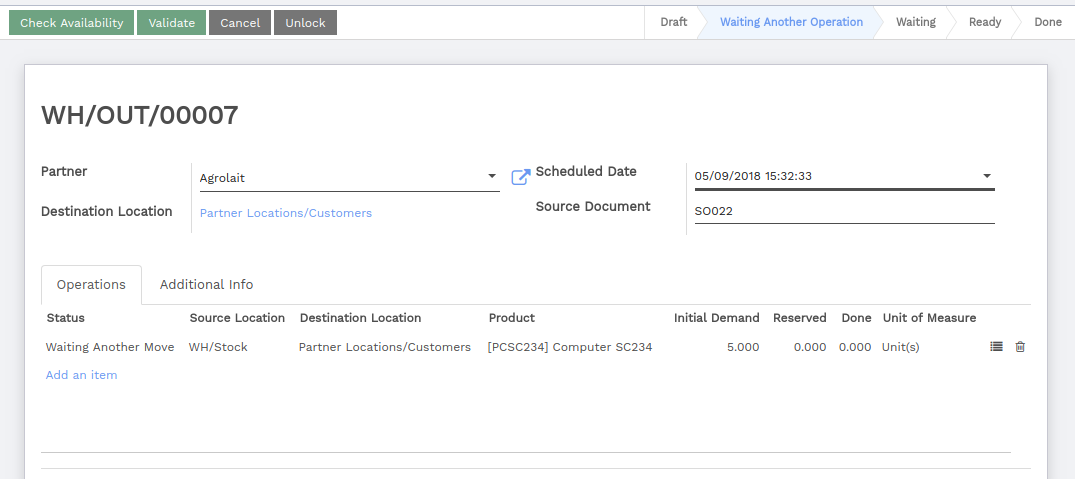 Check Availability Validate Cancel Unlock Draft Waiting Another Operation Waiting Ready Done
WH/OUT/00007
Partner Agrolait Scheduled Date 05/09/2018 15:32:33
Destination Location Partner Locations/Customers Source Document SO022
Operations Additional Info
Status Source Location Destination Location Product Initial Demand Reserved Done Unit of Measure
Waiting Another Move WH/Stock Partner Locations/Customers [PCSC234] Computer SC234 5.000 0.000 0.000 Unit(s)
Add an item